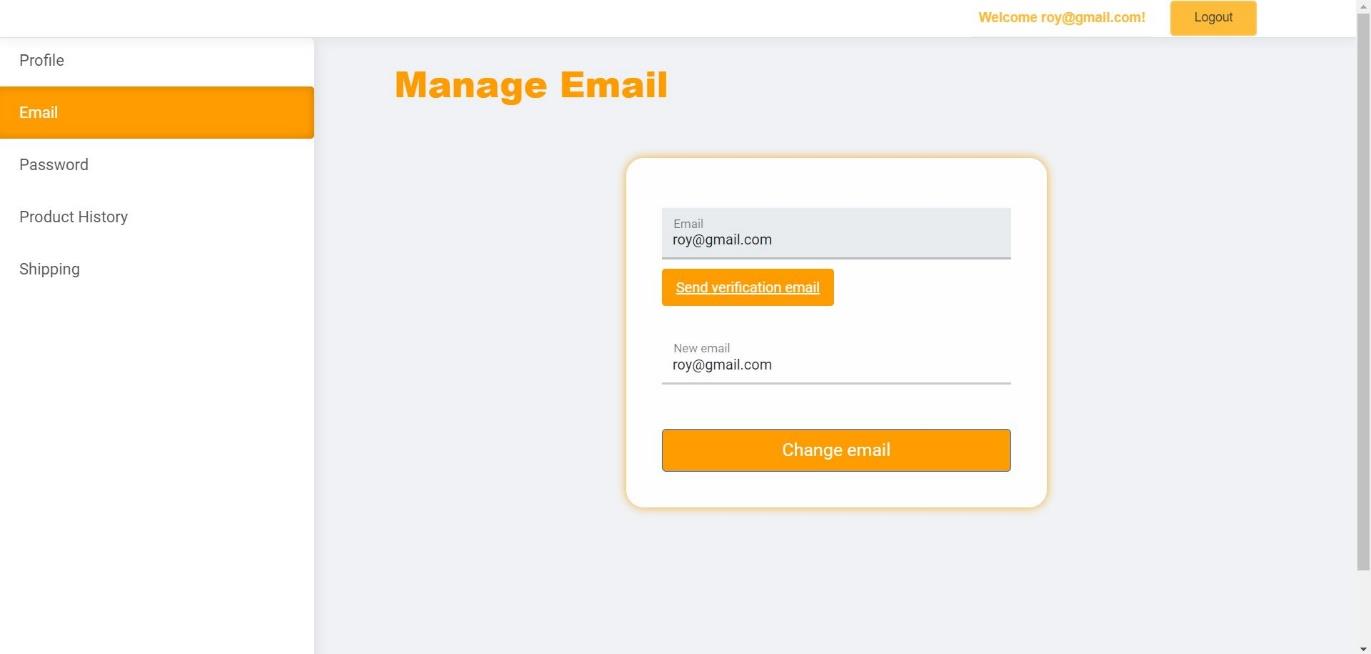 Welcome roy@gmail.com!
Logout
Profile
Email
Password
Product History
Shipping
Manage Email
Email
roy@gmail.com
Send verification email
New email
roy@gmail.com
Change email